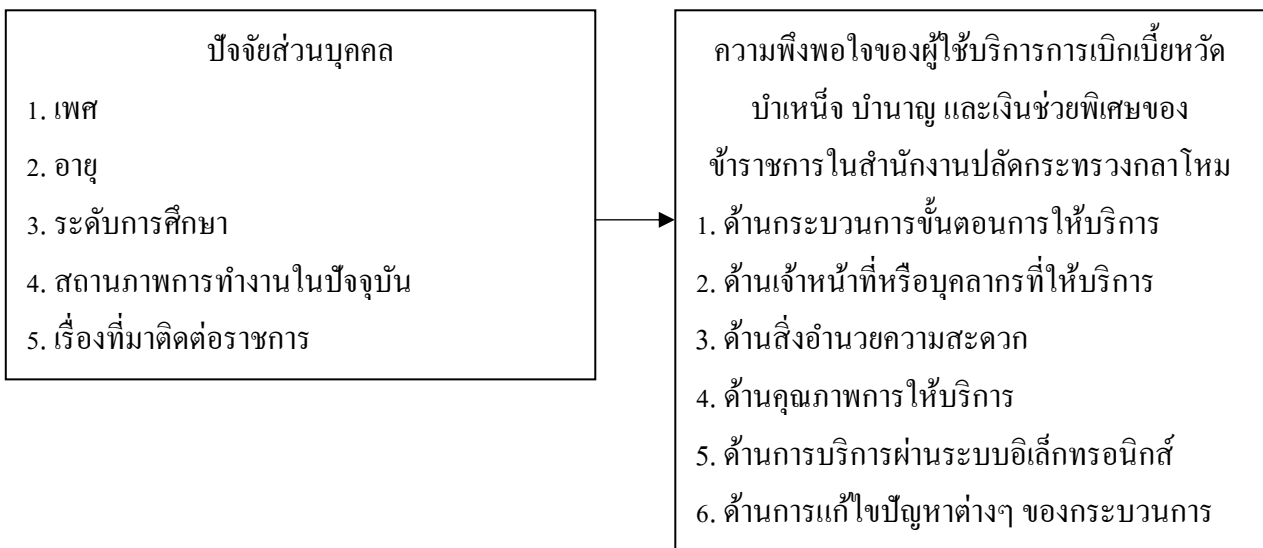 ปัจจัยส่วนบุคคล
1. เพศ
2. อายุ
3. ระดับการศึกษา
4. สถานภาพการทำงานในปัจจุบัน
5. เรื่องที่มาติดต่อราชการ
ความพึงพอใจของผู้ใช้บริการการเบิกเบี้ยหวัด
บำเหน็จ บำนาญ และเงินช่วยพิเศษของ
ข้าราชการในสำนักงานปลัดกระทรวงกลาโหม
1. ด้านกระบวนการขั้นตอนการให้บริการ
2. ด้านเจ้าหน้าที่หรือบุคลากรที่ให้บริการ
3. ด้านสิ่งอำนวยความสะดวก
4. ด้านคุณภาพการให้บริการ
5. ด้านการบริการผ่านระบบอิเล็กทรอนิกส์
6. ด้านการแก้ไขปัญหาต่างๆ ของกระบวนการ